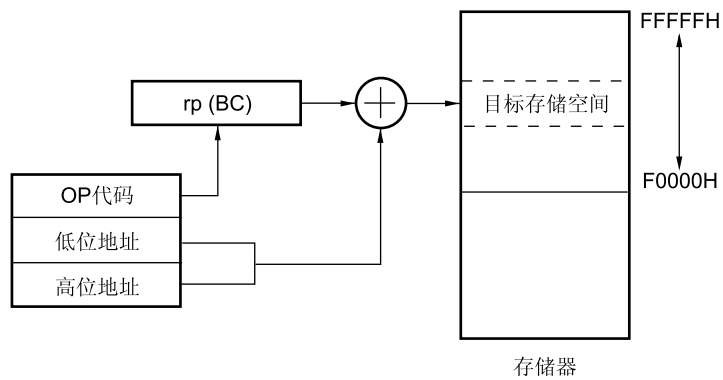 FFFFFH
rp (BC)
目标存储空间
F0000H
OP代码
低位地址
高位地址
存储器